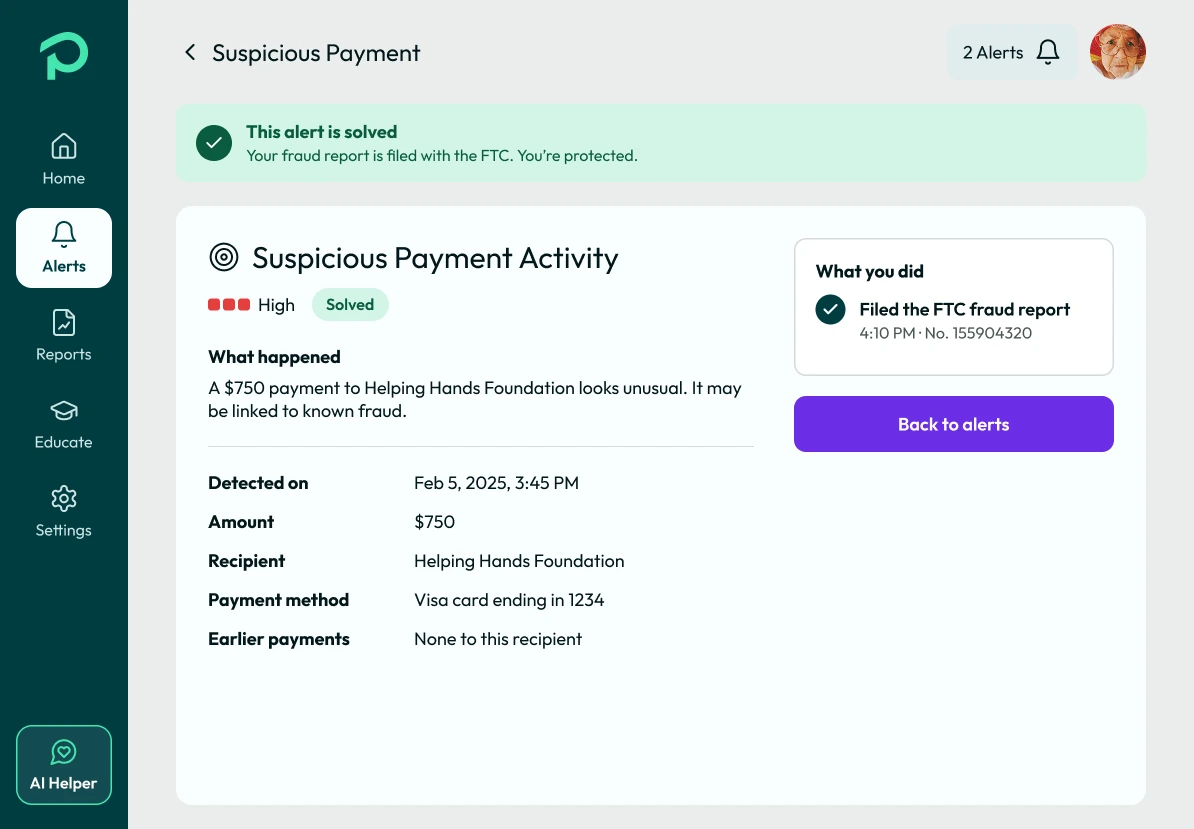 Suspicious Payment
2 Alerts
Home
Alerts
Reports
Educate
Settings
AI Helper
This alert is solved
Your fraud report is filed with the FTC. You’re protected.
Suspicious Payment Activity
High
Solved
What happened
A $750 payment to Helping Hands Foundation looks unusual. It may
be linked to known fraud.
Detected on Feb 5, 2025, 3:45 PM
Amount $750
Recipient Helping Hands Foundation
Payment method Visa card ending in 1234
Earlier payments None to this recipient
What you did
Filed the FTC fraud report
4:10 PM · No. 155904320
Back to alerts